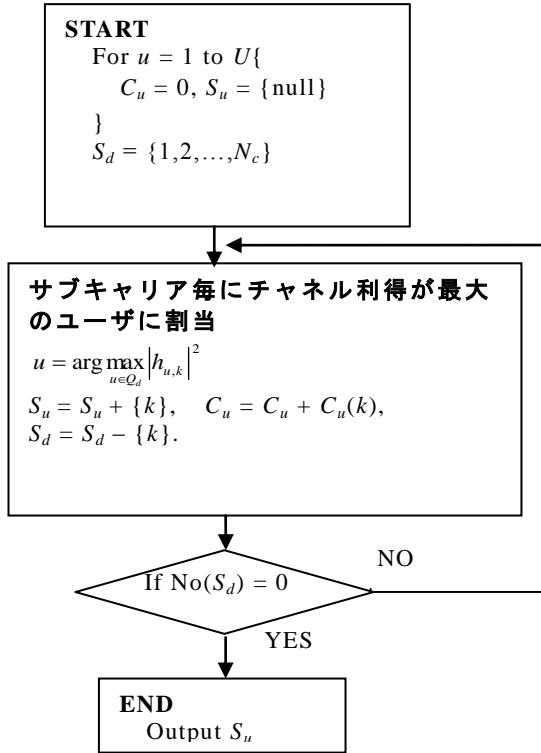 START
For u = 1 to U{
C_u = 0, S_u = {null}
}
S_d = {1,2,…,N_c}
サブキャリア毎にチャネル利得が最大
のユーザに割当
u = arg max_{u∈Q_d} |h_{u,k}|^2
S_u = S_u + {k}, C_u = C_u + C_u(k),
S_d = S_d − {k}.
If No(S_d) = 0
NO
YES
END
Output S_u